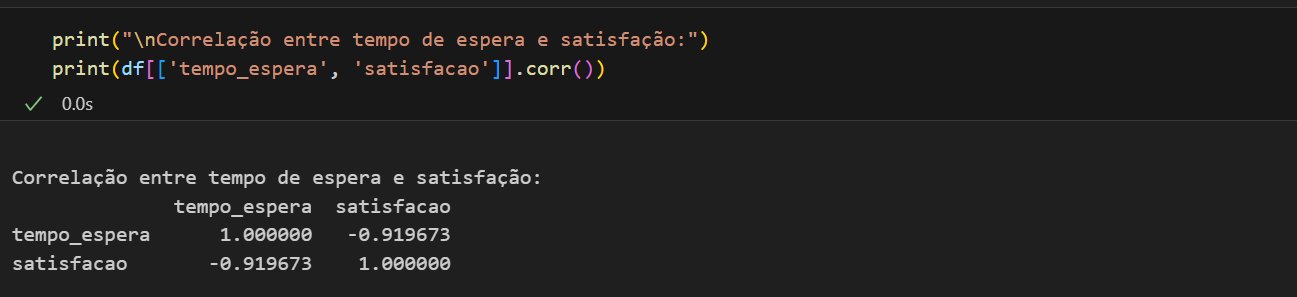 print("\nCorrelação entre tempo de espera e satisfação:")
print(df[['tempo_espera', 'satisfacao']].corr())
✓ 0.0s
Correlação entre tempo de espera e satisfação:
tempo_espera satisfacao
tempo_espera 1.000000 -0.919673
satisfacao -0.919673 1.000000